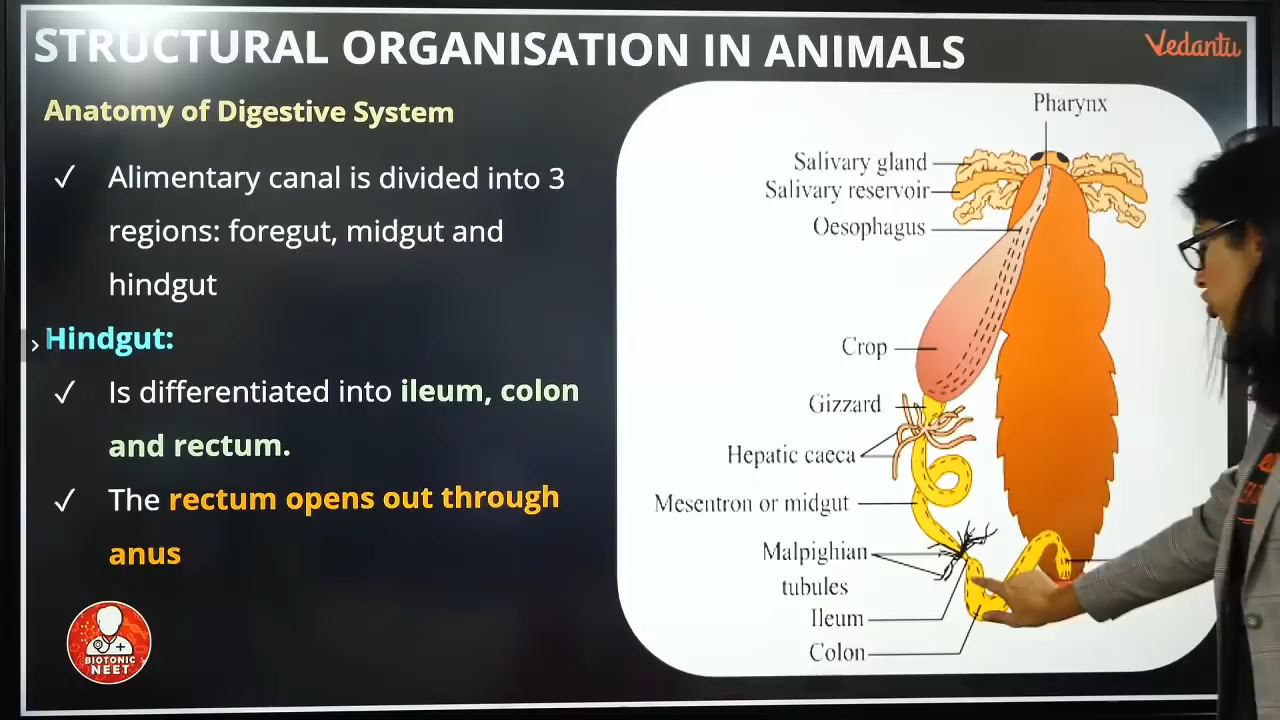 STRUCTURAL ORGANISATION IN ANIMALS
Vedantu
Anatomy of Digestive System
✓ Alimentary canal is divided into 3
regions: foregut, midgut and
hindgut
Hindgut:
✓ Is differentiated into ileum, colon
and rectum.
✓ The rectum opens out through
anus
BIOTONIC
NEET
Pharynx
Salivary gland
Salivary reservoir
Oesophagus
Crop
Gizzard
Hepatic caeca
Mesentron or midgut
Malpighian
tubules
Ileum
Colon